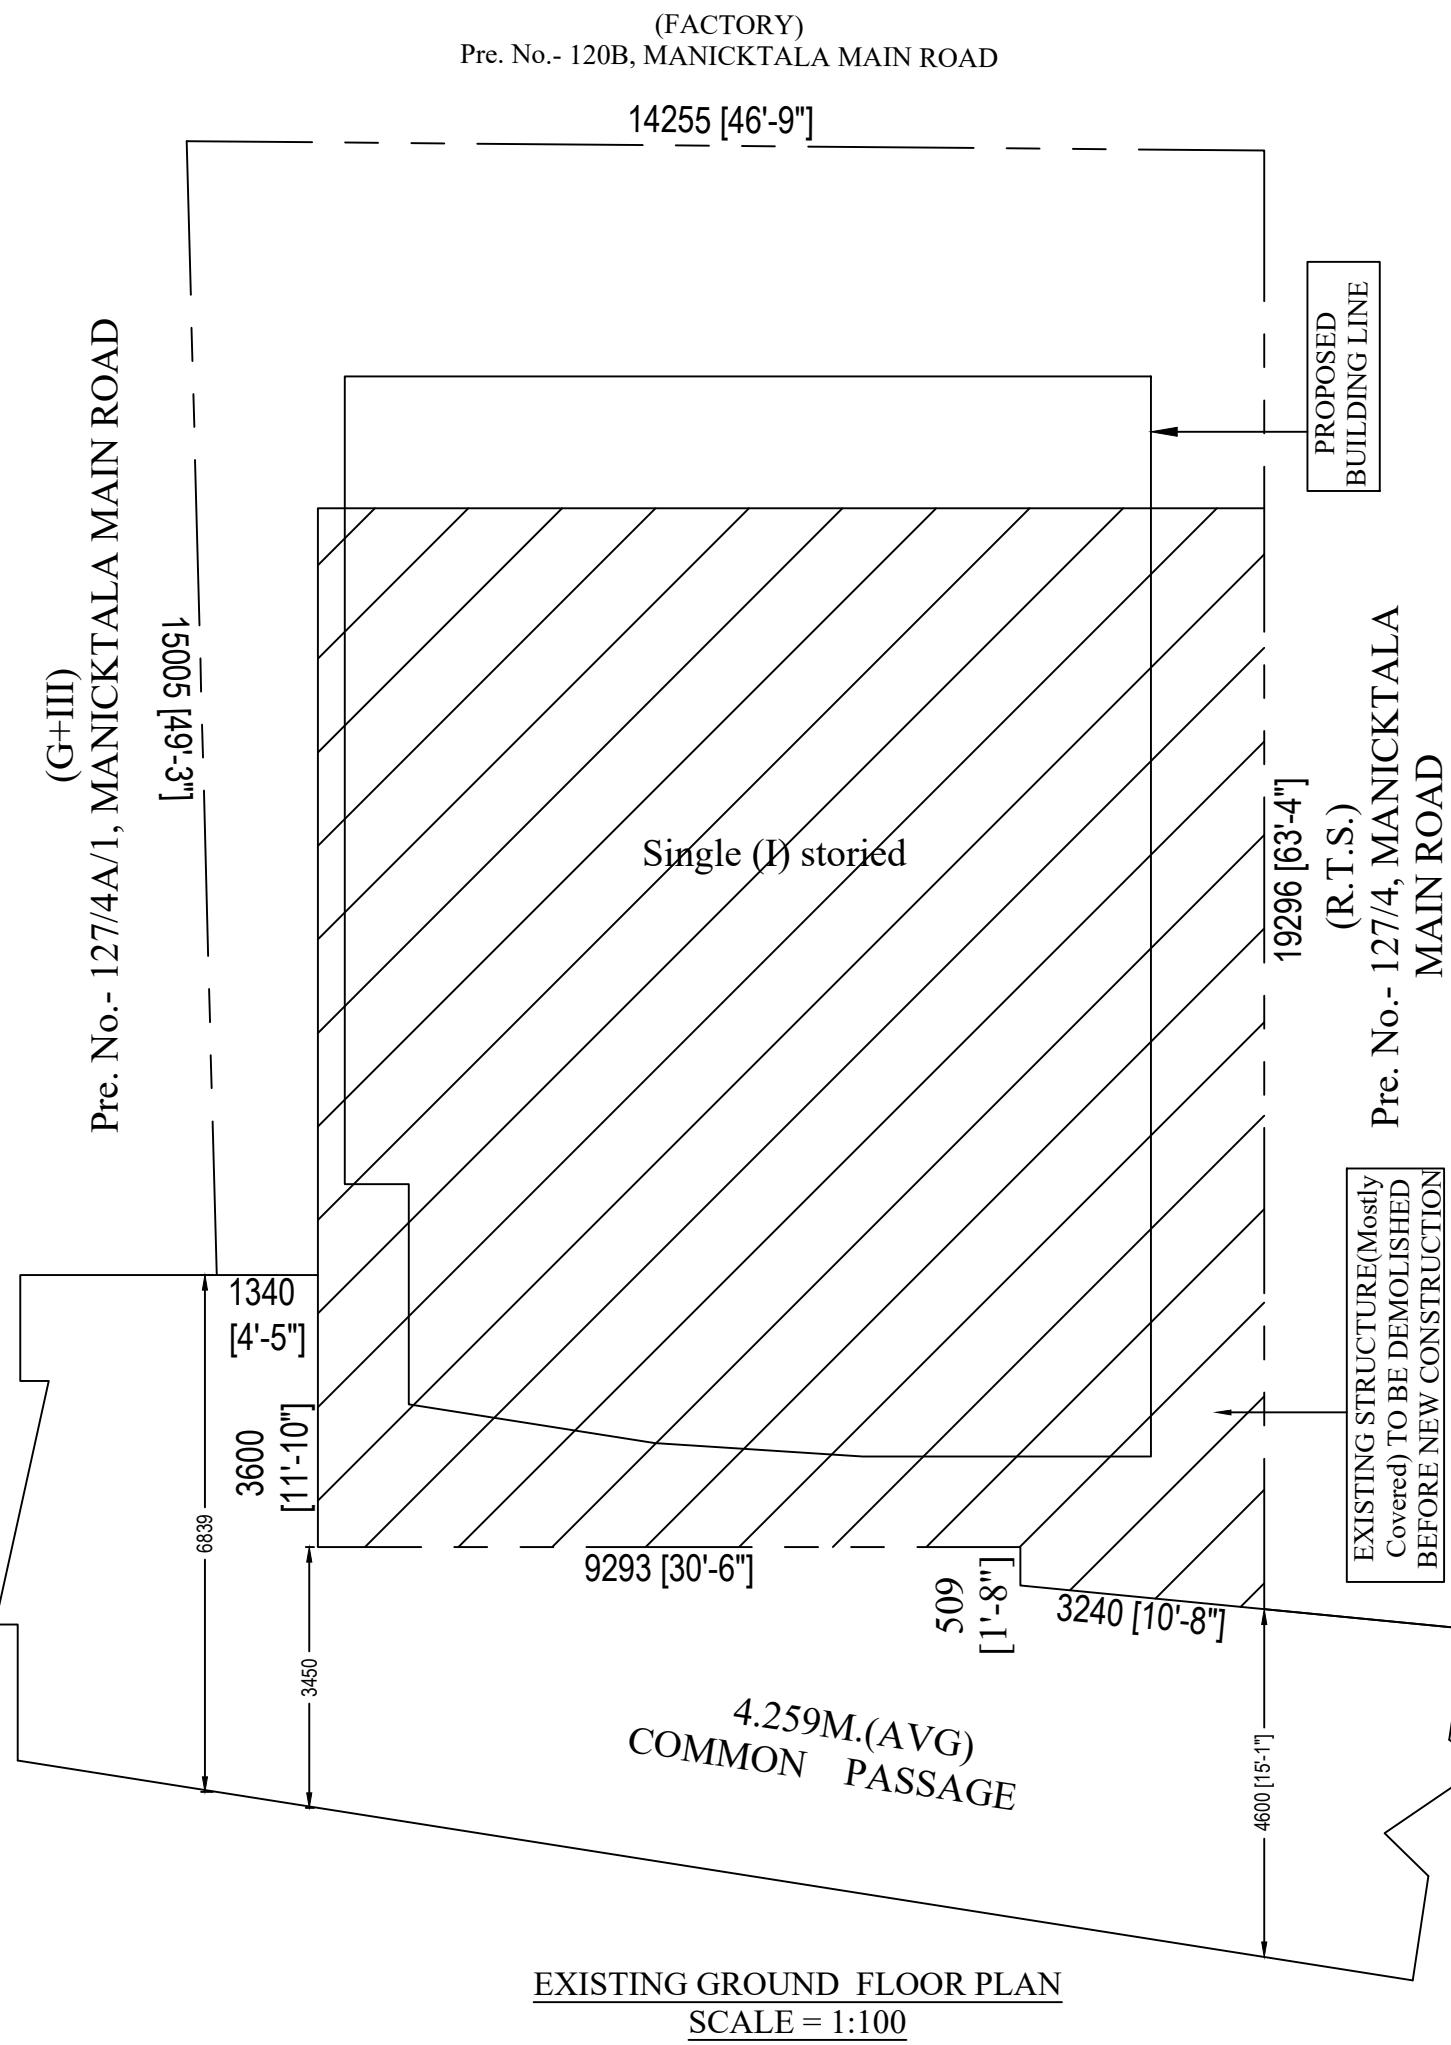 (FACTORY)
Pre. No.- 120B, MANICKTALA MAIN ROAD
14255 [46'-9"]
PROPOSED
BUILDING LINE
(G+III)
Pre. No.- 127/4A/1, MANICKTALA MAIN ROAD
15005 [49'-3"]
Single (I) storied
19296 [63'-4"]
(R.T.S.)
Pre. No.- 127/4, MANICKTALA
MAIN ROAD
EXISTING STRUCTURE(Mostly
Covered) TO BE DEMOLISHED
BEFORE NEW CONSTRUCTION
1340
[4'-5"]
3600
[11'-10"]
6839
3450
9293 [30'-6"]
509
[1'-8"]
3240 [10'-8"]
4.259M.(AVG)
COMMON PASSAGE
4600 [15'-1"]
EXISTING GROUND FLOOR PLAN
SCALE = 1:100